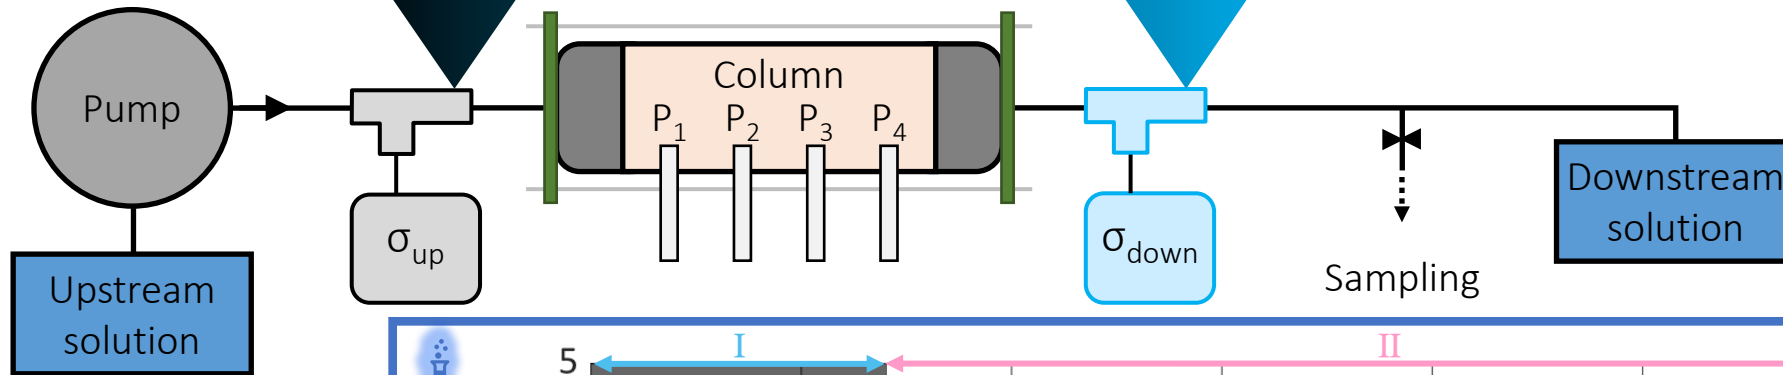 Pump
Upstream
solution
σup
Column
P1 P2 P3 P4
σdown
Sampling
Downstream
solution
5
I
II